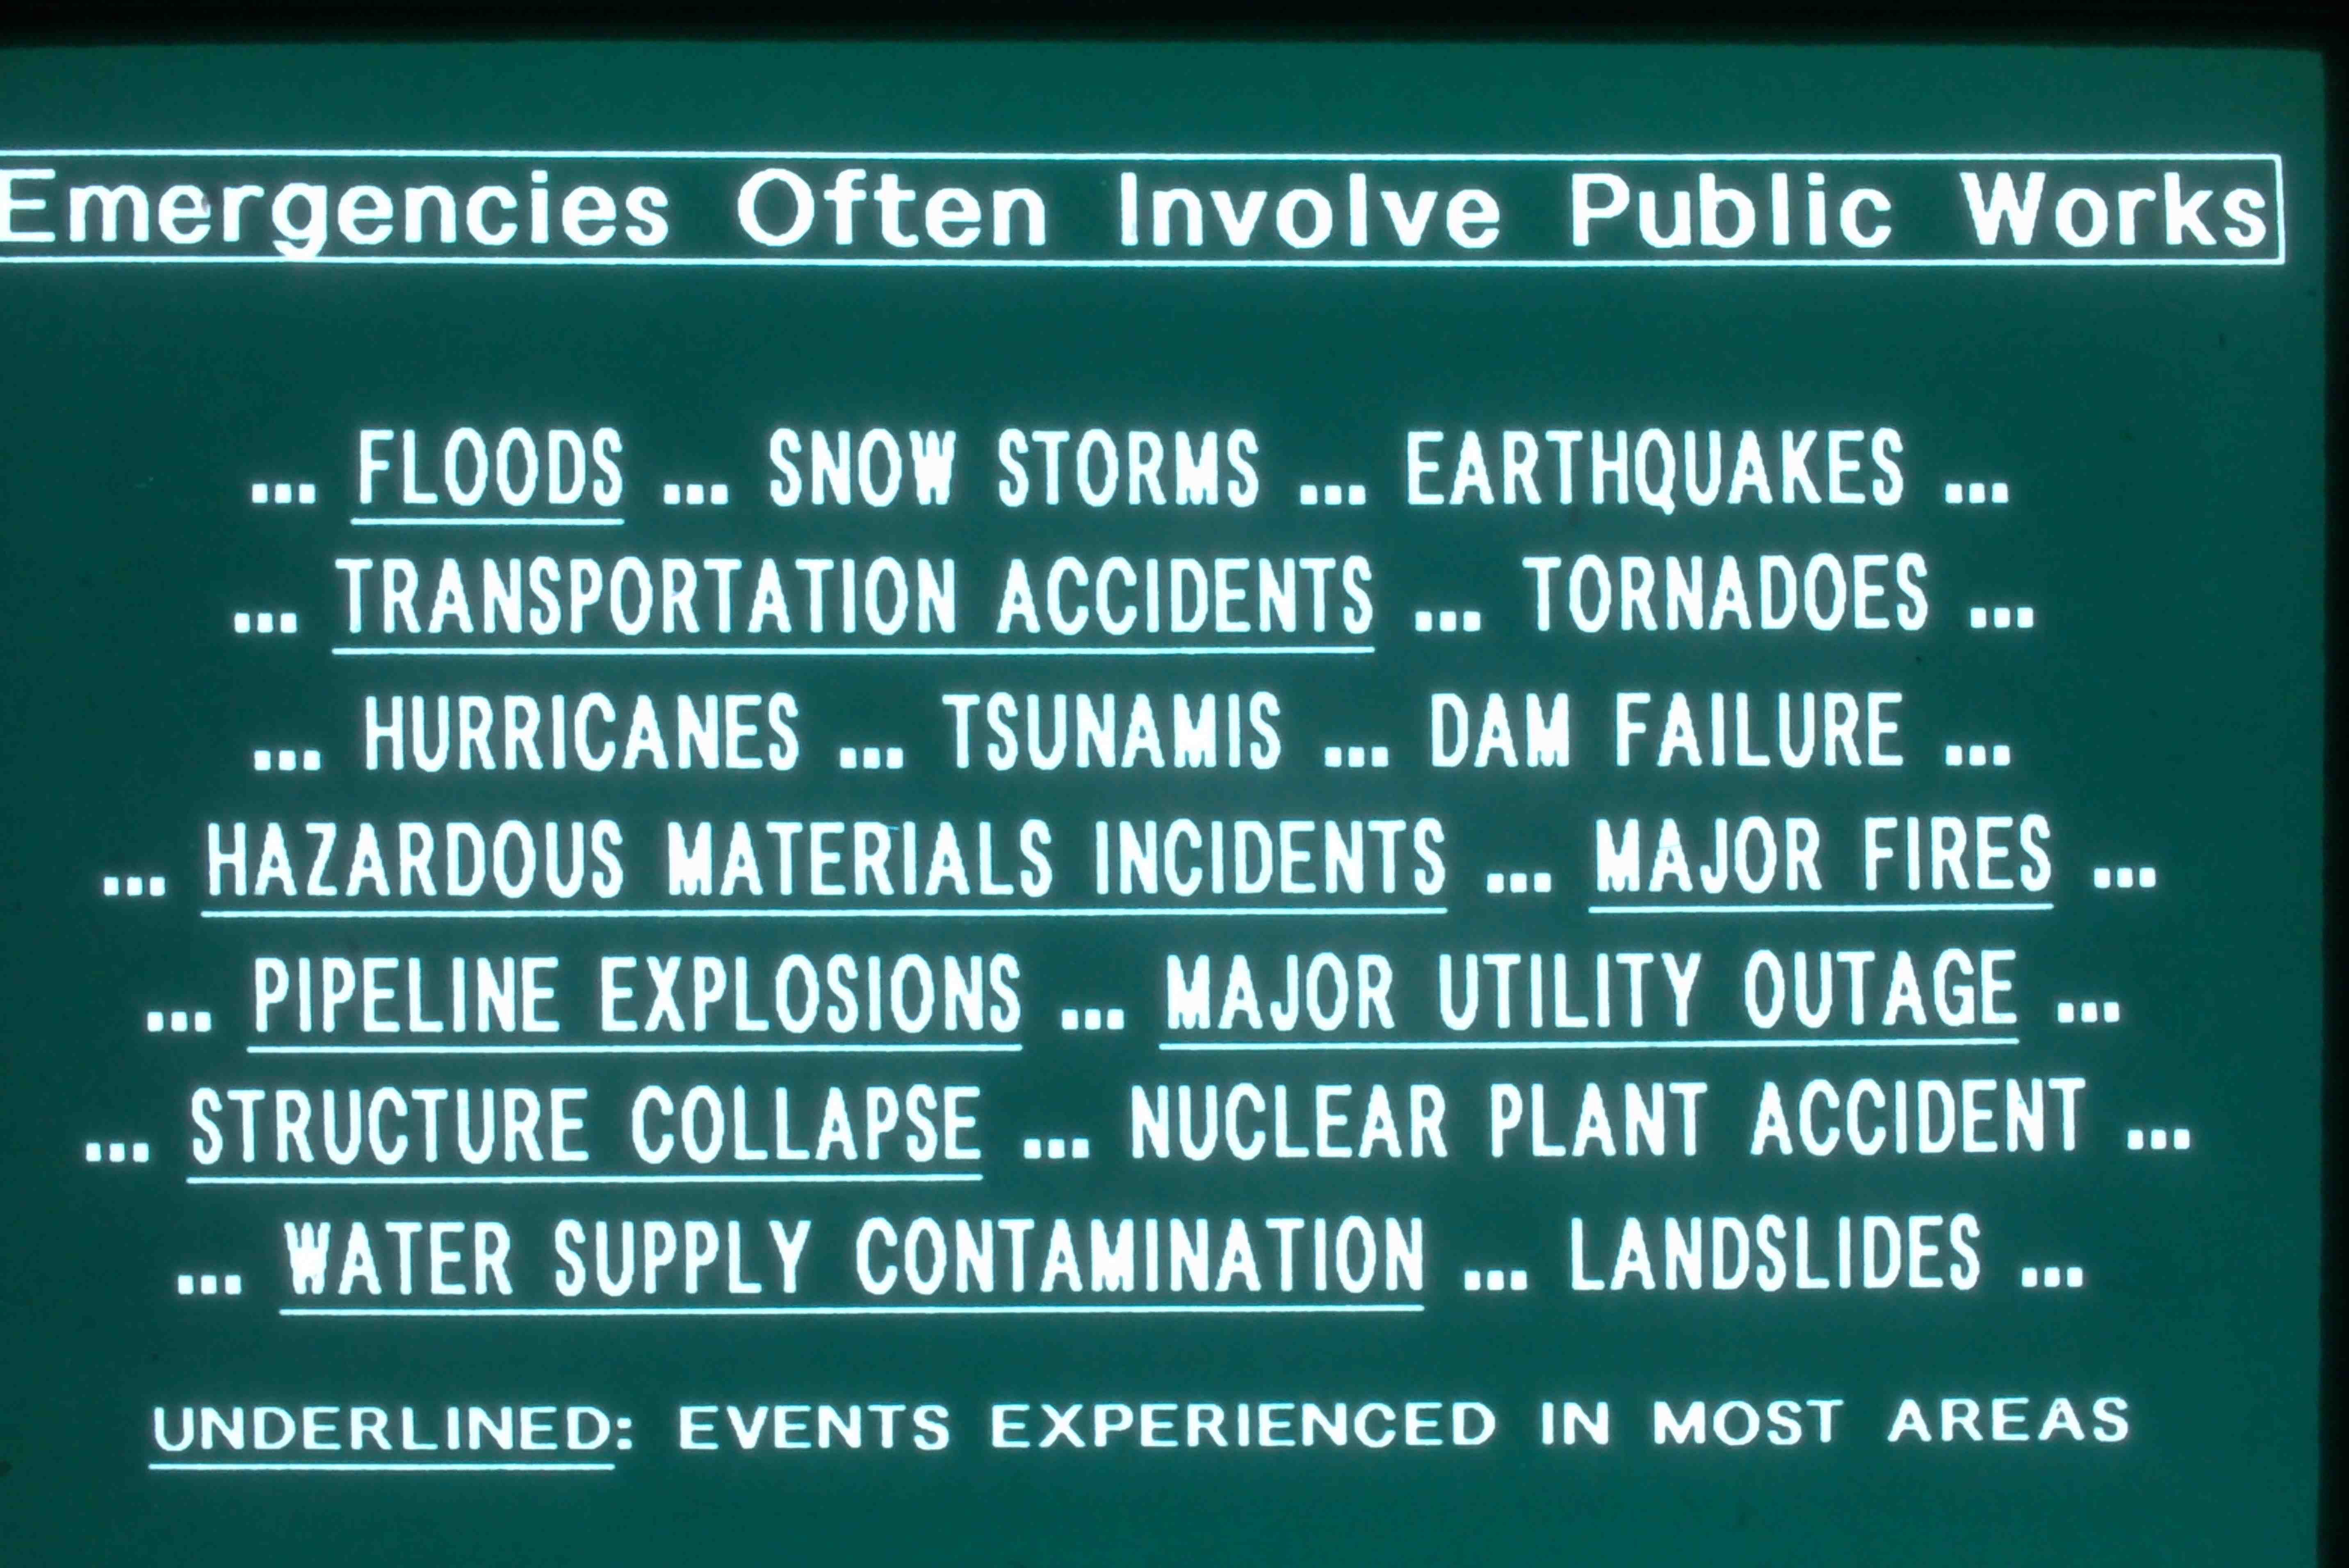 Emergencies Often Involve Public Works
... FLOODS ... SNOW STORMS ... EARTHQUAKES ...
... TRANSPORTATION ACCIDENTS ... TORNADOES ...
... HURRICANES ... TSUNAMIS ... DAM FAILURE ...
... HAZARDOUS MATERIALS INCIDENTS ... MAJOR FIRES ...
... PIPELINE EXPLOSIONS ... MAJOR UTILITY OUTAGE ...
... STRUCTURE COLLAPSE ... NUCLEAR PLANT ACCIDENT ...
... WATER SUPPLY CONTAMINATION ... LANDSLIDES ...
UNDERLINED: EVENTS EXPERIENCED IN MOST AREAS